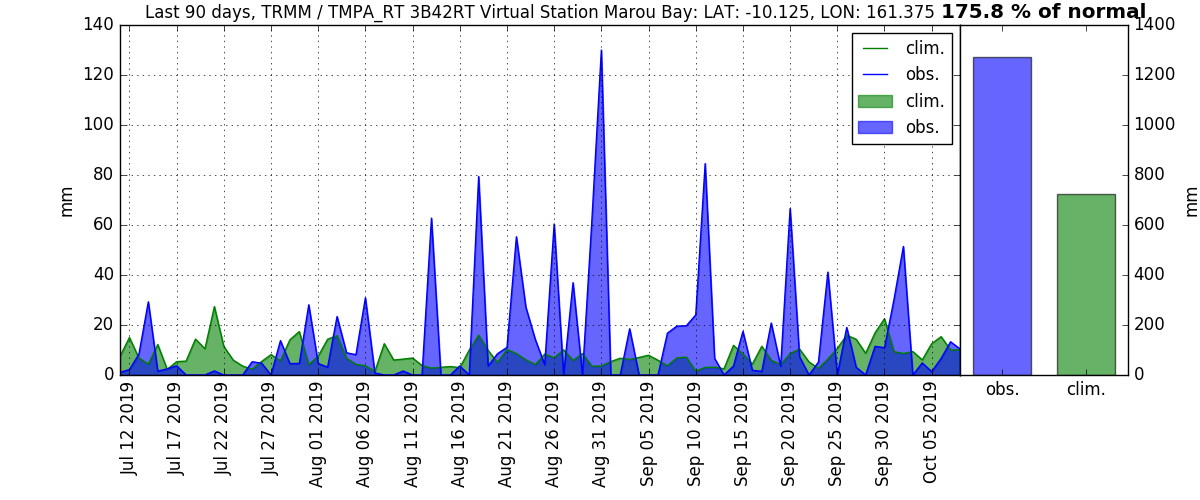 Last 90 days, TRMM / TMPA_RT 3B42RT Virtual Station Marou Bay: LAT: -10.125, LON: 161.375 175.8 % of normal
140
120
100
80
60
40
20
0
mm
clim.
obs.
clim.
obs.
1400
1200
1000
800
600
400
200
0
mm
Jul 12 2019
Jul 17 2019
Jul 22 2019
Jul 27 2019
Aug 01 2019
Aug 06 2019
Aug 11 2019
Aug 16 2019
Aug 21 2019
Aug 26 2019
Aug 31 2019
Sep 05 2019
Sep 10 2019
Sep 15 2019
Sep 20 2019
Sep 25 2019
Sep 30 2019
Oct 05 2019
obs.
clim.